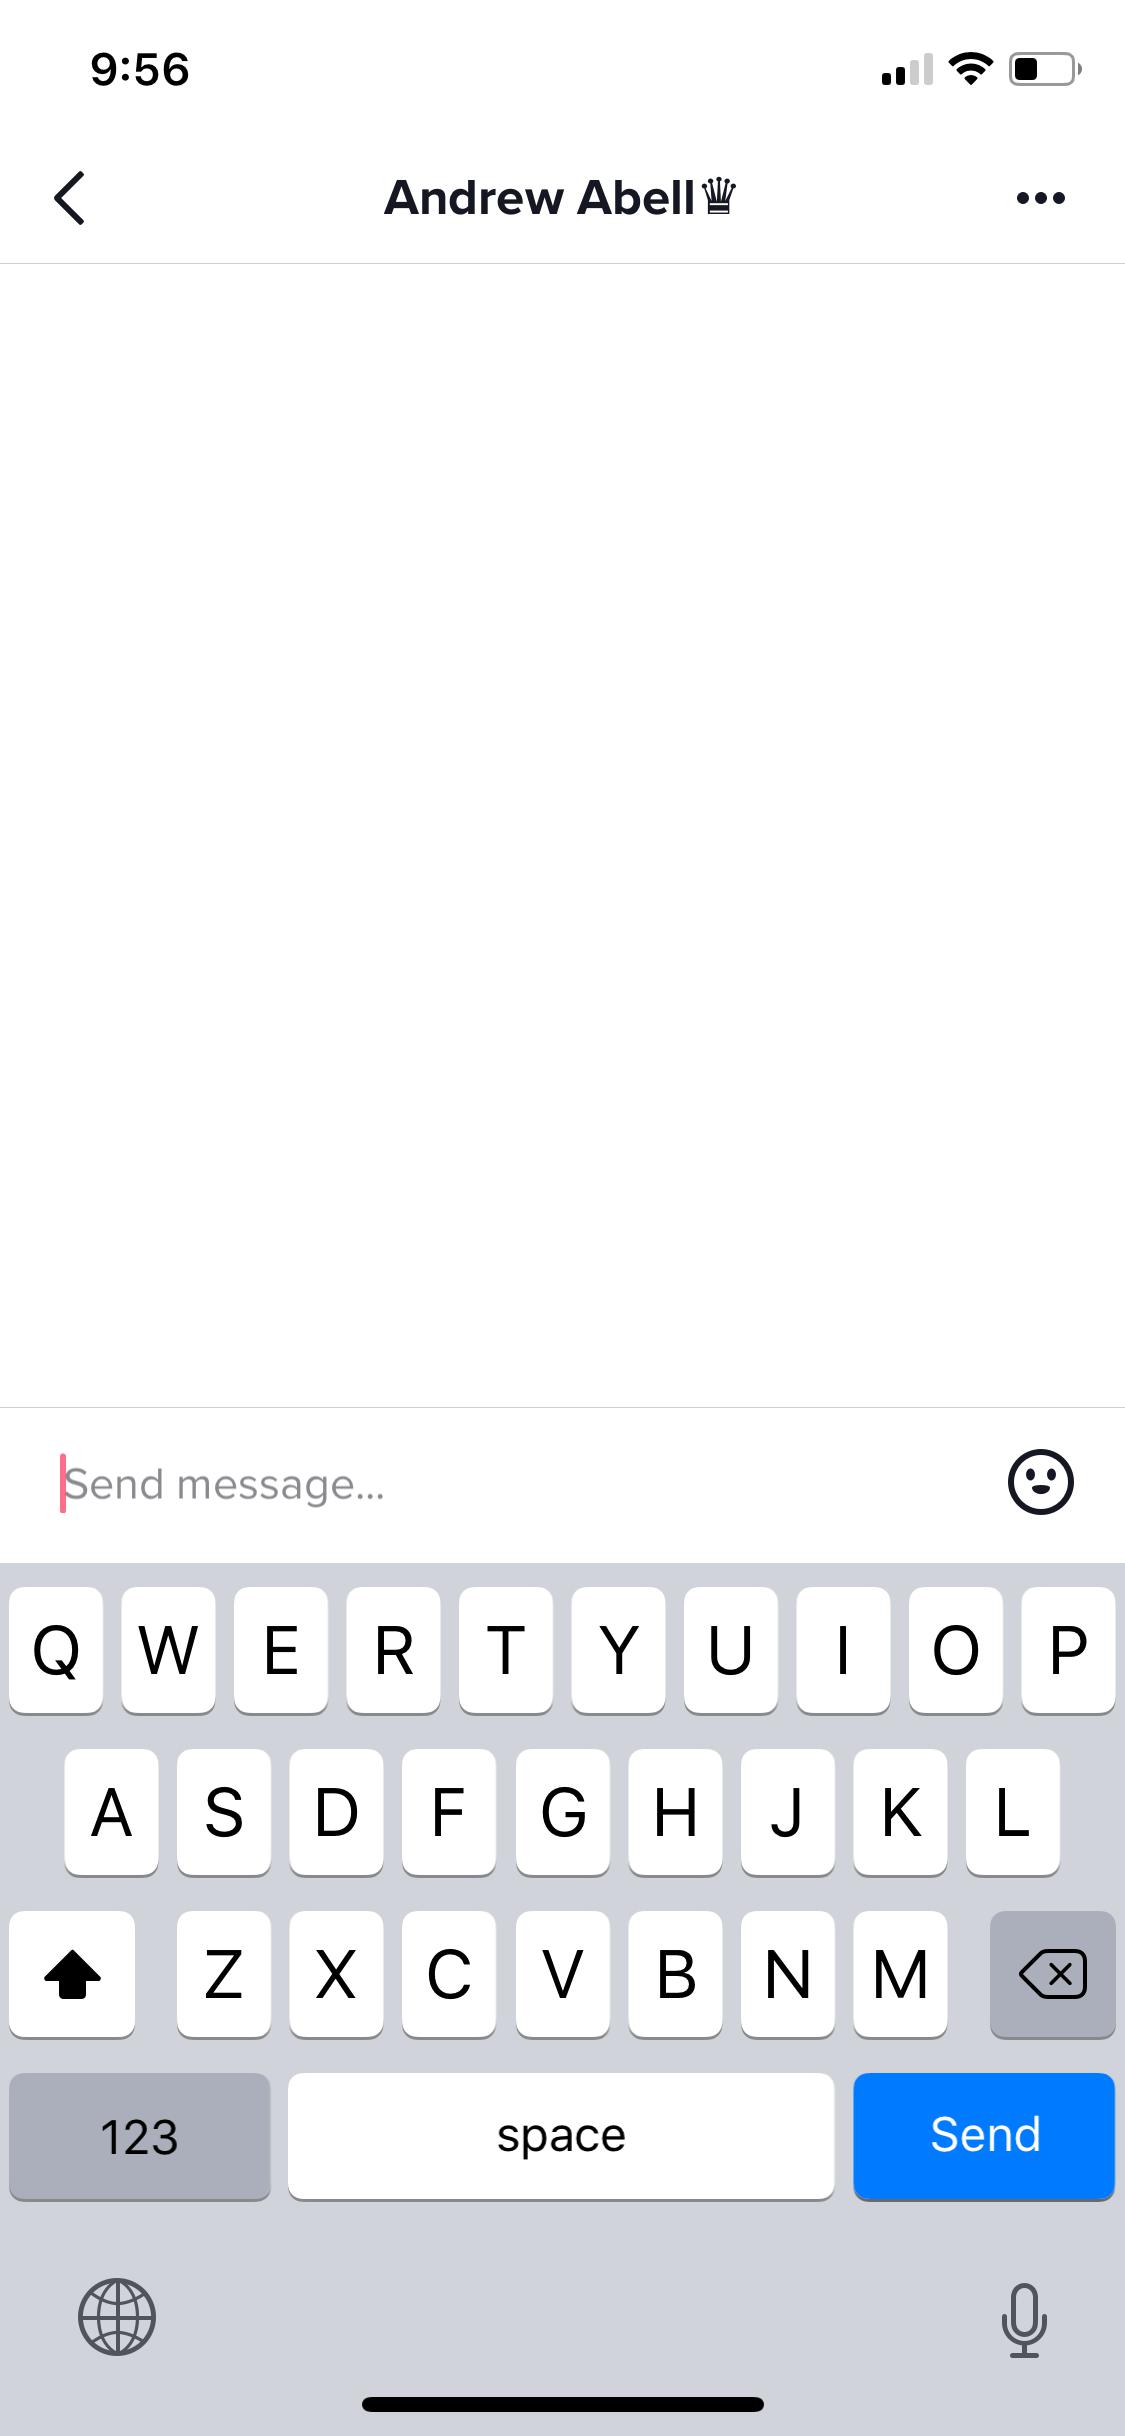 9:56
Andrew Abell♛
Send message...
Q W E R T Y U I O P
A S D F G H J K L
Z X C V B N M
123 space Send